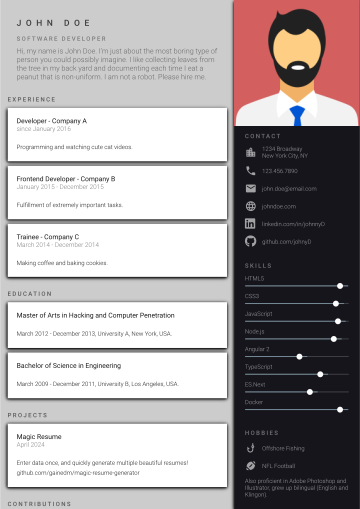 JOHN DOE
SOFTWARE DEVELOPER
Hi, my name is John Doe. I'm just about the most boring type of
person you could possibly imagine. I like collecting leaves from
the tree in my back yard and documenting each time I eat a
peanut that is non-uniform. I am not a robot. Please hire me.
EXPERIENCE
Developer - Company A
since January 2016
Programming and watching cute cat videos.
Frontend Developer - Company B
January 2015 - December 2015
Fulfillment of extremely important tasks.
Trainee - Company C
March 2014 - December 2014
Making coffee and baking cookies.
EDUCATION
Master of Arts in Hacking and Computer Penetration
March 2012 - December 2013, University A, New York, USA.
Bachelor of Science in Engineering
March 2009 - December 2011, University B, Los Angeles, USA.
PROJECTS
Magic Resume
April 2024
Enter data once, and quickly generate multiple beautiful resumes!
github.com/gainedm/magic-resume-generator
CONTRIBUTIONS
CONTACT
1234 Broadway
New York City, NY
123.456.7890
john.doe@email.com
johndoe.com
linkedin.com/in/johnnyD
github.com/johnyD
SKILLS
HTML5
CSS3
JavaScript
Node.js
Angular 2
TypeScript
ES.Next
Docker
HOBBIES
Offshore Fishing
NFL Football
Also proficient in Adobe Photoshop and
Illustrator, grew up bilingual (English and
Klingon).